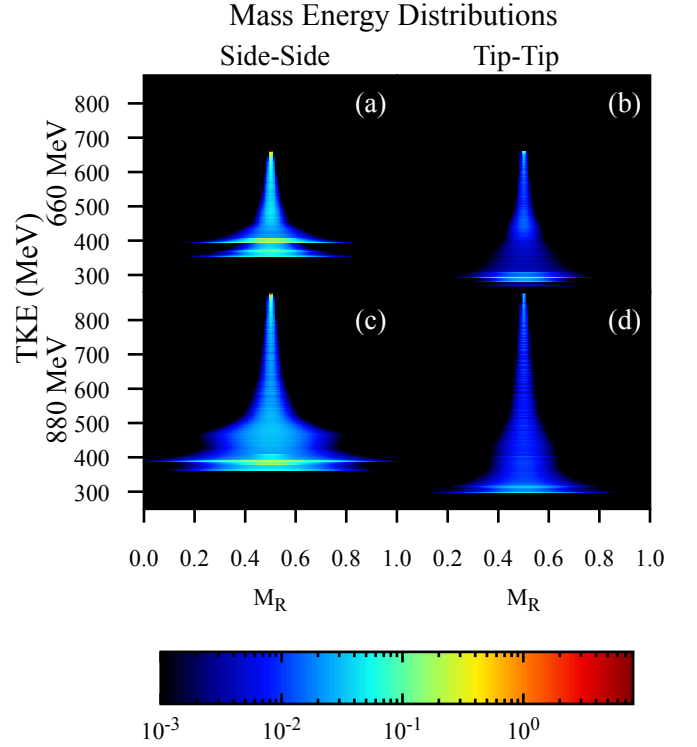 Mass Energy Distributions
Side-Side Tip-Tip
(a) (b)
800
700
600
500
400
300
660 MeV
TKE (MeV)
(c) (d)
800
700
600
500
400
300
880 MeV
0.0 0.2 0.4 0.6 0.8 1.0 0.2 0.4 0.6 0.8 1.0
M_R M_R
10^-3 10^-2 10^-1 10^0